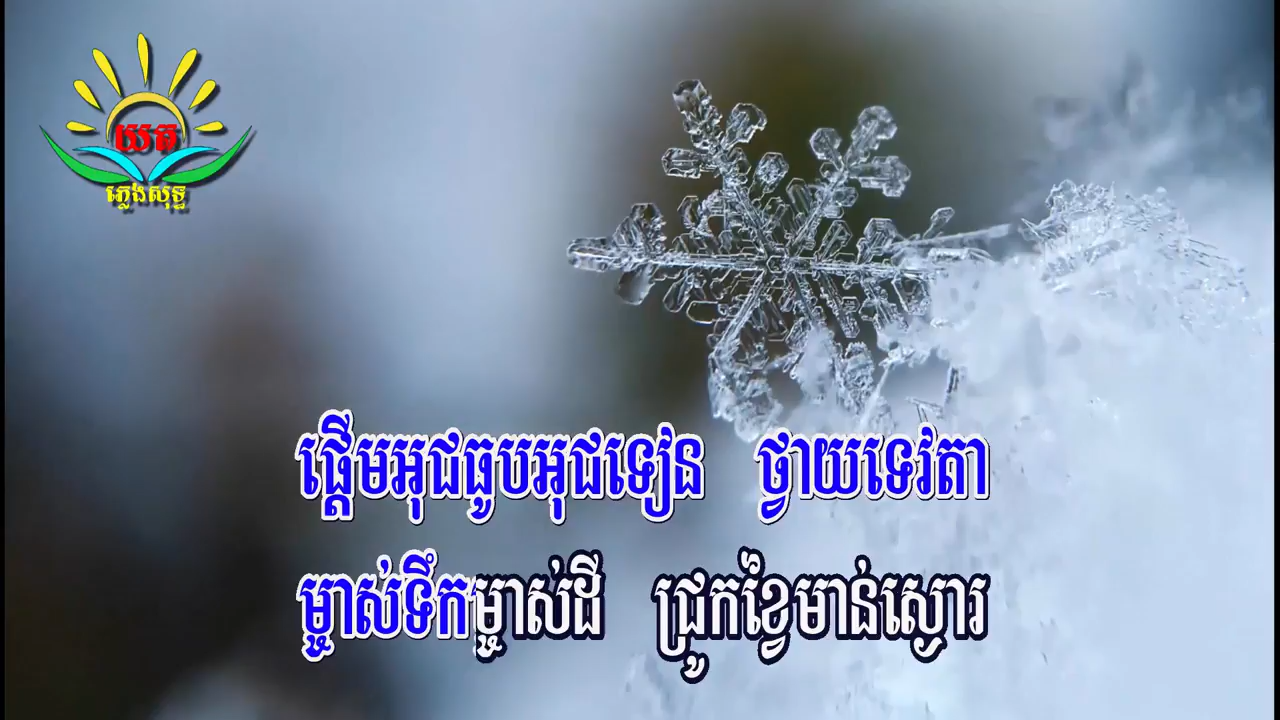 យត
ភ្លេងសុទ្ធ
ផ្ដើមអុជធូបអុជទៀន ថ្វាយទេវតា
ម្ចាស់ទឹកម្ចាស់ដី ជ្រូកខ្វៃមាន់ស្ងោរ